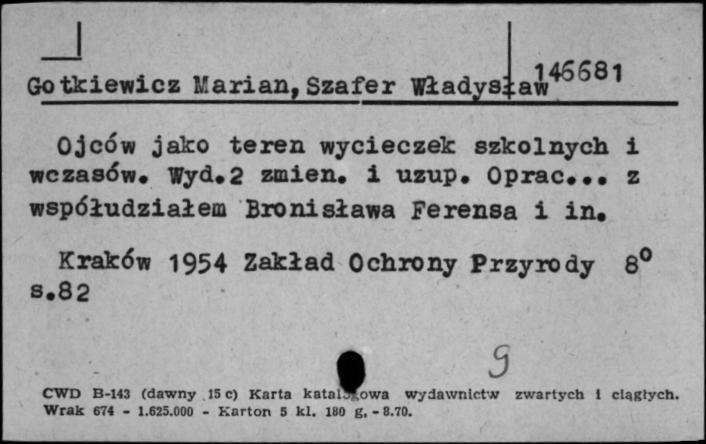 146681
Gotkiewicz Marian, Szafer Władysław
Ojców jako teren wycieczek szkolnych i
wczasów. Wyd.2 zmien. i uzup. Oprac... z
współudziałem Bronisława Ferensa i in.
Kraków 1954 Zakład Ochrony Przyrody 8°
s.82
9
CWD B-143 (dawny 15 c) Karta katalogowa wydawnictw zwartych i ciągłych.
Wrak 674 - 1.625.000 - Karton 5 kl. 180 g. - 8.70.